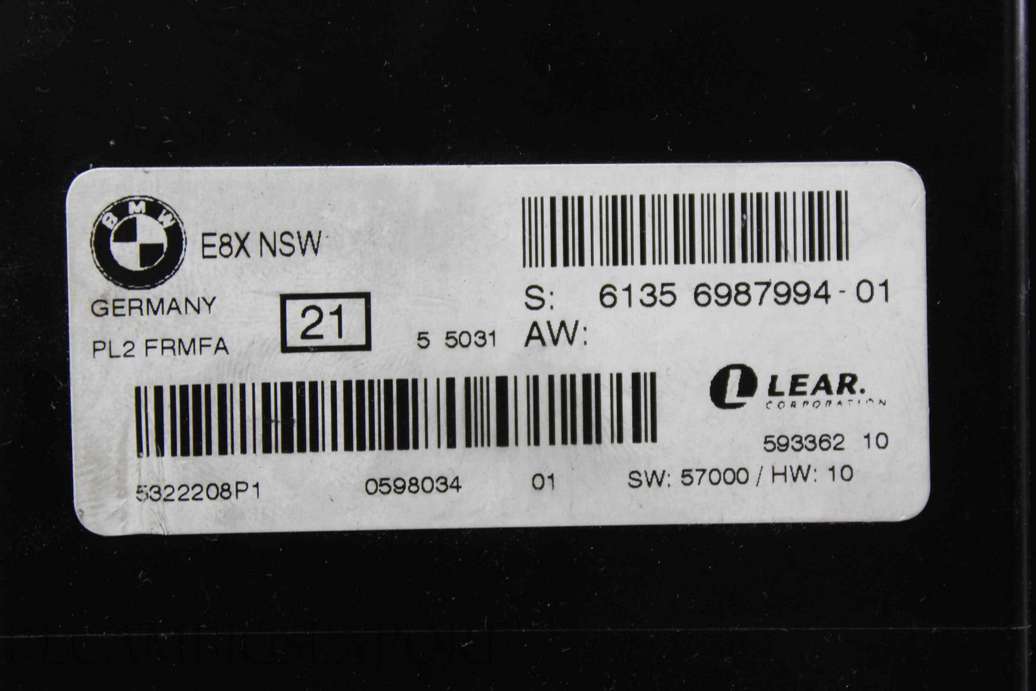 BMW
E8X NSW
GERMANY
PL2 FRMFA
21
5 5031
S: 6135 6987994-01
AW:
LEAR.
CORPORATION
593362 10
5322208P1 0598034 01
SW: 57000 / HW: 10